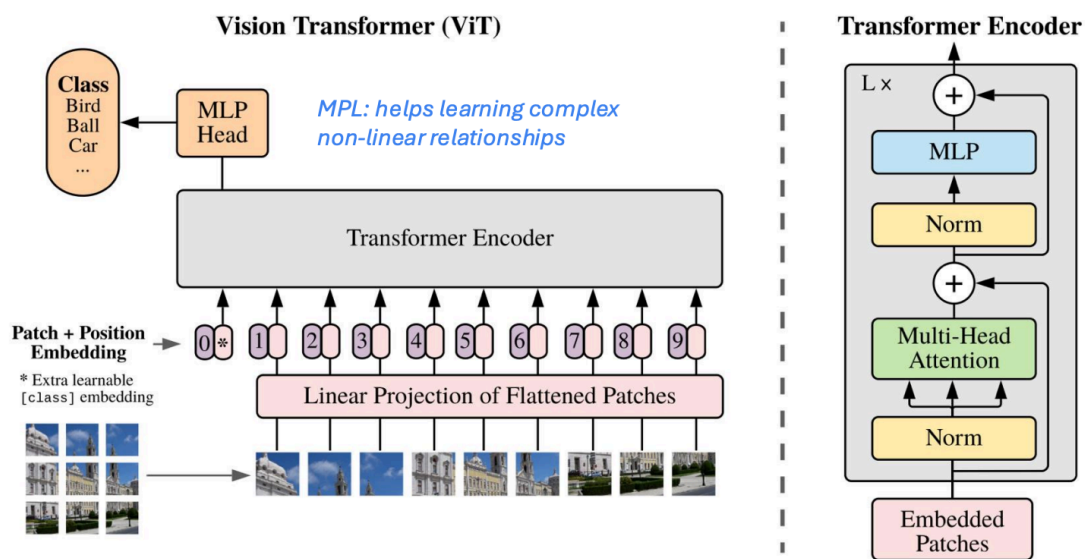 Vision Transformer (ViT)
Class
Bird
Ball
Car
...
MLP
Head
MPL: helps learning complex
non-linear relationships
Transformer Encoder
Patch + Position
Embedding
* Extra learnable
[class] embedding
0 * 1 2 3 4 5 6 7 8 9
Linear Projection of Flattened Patches
Transformer Encoder
L ×
+
MLP
Norm
+
Multi-Head
Attention
Norm
Embedded
Patches